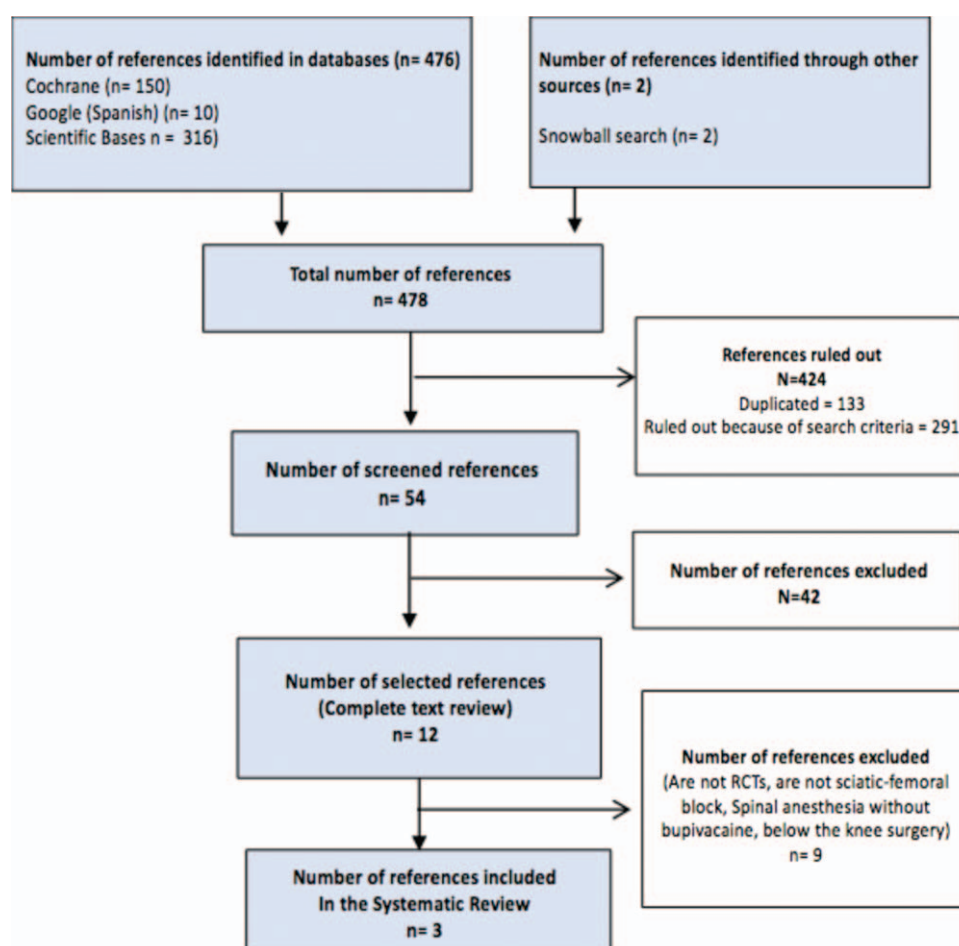 Number of references identified in databases (n= 476)
Cochrane (n= 150)
Google (Spanish) (n= 10)
Scientific Bases n = 316)
Number of references identified through other
sources (n= 2)
Snowball search (n= 2)
Total number of references
n= 478
References ruled out
N=424
Duplicated = 133
Ruled out because of search criteria = 291
Number of screened references
n= 54
Number of references excluded
N=42
Number of selected references
(Complete text review)
n= 12
Number of references excluded
(Are not RCTs, are not sciatic-femoral
block, Spinal anesthesia without
bupivacaine, below the knee surgery)
n= 9
Number of references included
In the Systematic Review
n= 3